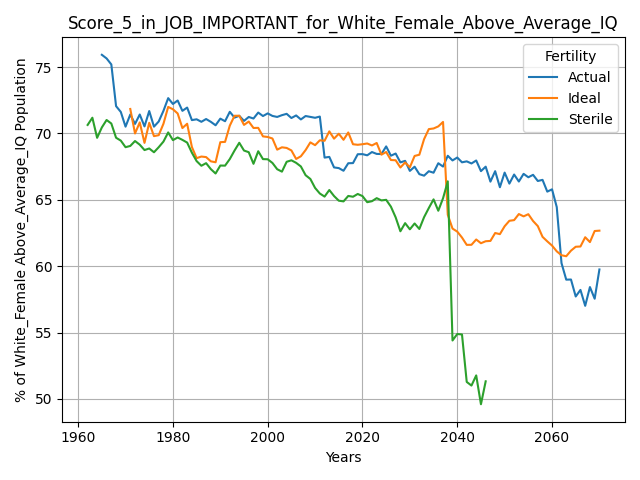 Score_5_in_JOB_IMPORTANT_for_White_Female_Above_Average_IQ
% of White_Female Above_Average_IQ Population
75
70
65
60
55
50
Fertility
Actual
Ideal
Sterile
1960 1980 2000 2020 2040 2060
Years